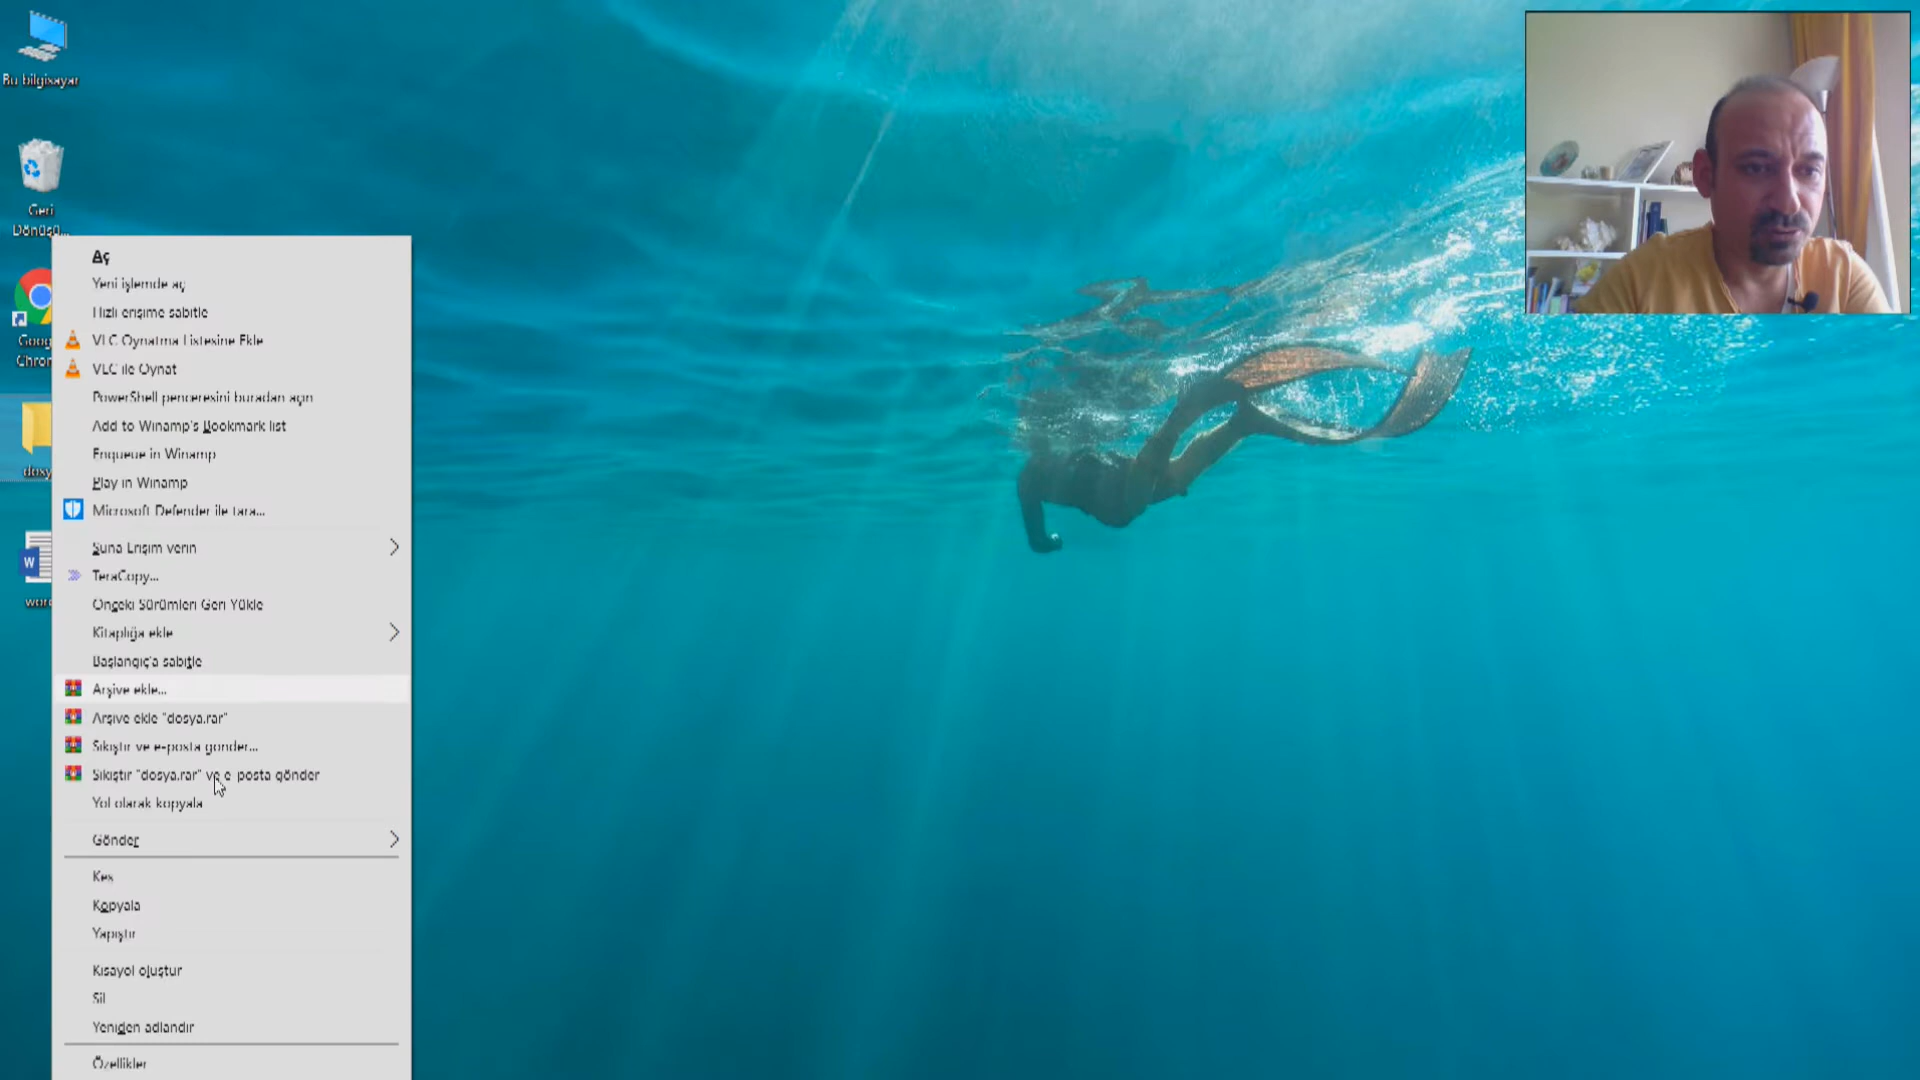 Bu bilgisayar
Geri
Dönüşü...
Goog
Chron
dosy
W
word
Aç
Yeni işlemde aç
Hızlı erişime sabitle
VLC Oynatma Listesine Ekle
VLC ile Oynat
PowerShell penceresini buradan açın
Add to Winamp's Bookmark list
Enqueue in Winamp
Play in Winamp
Microsoft Defender ile tara...
Şuna Erişim verin
TeraCopy...
Önceki Sürümleri Geri Yükle
Kitaplığa ekle
Başlangıç'a sabitle
Arşive ekle...
Arşive ekle "dosya.rar"
Sıkıştır ve e-posta gönder...
Sıkıştır "dosya.rar" ve e-posta gönder
Yol olarak kopyala
Gönder
Kes
Kopyala
Yapıştır
Kısayol oluştur
Sil
Yeniden adlandır
Özellikler